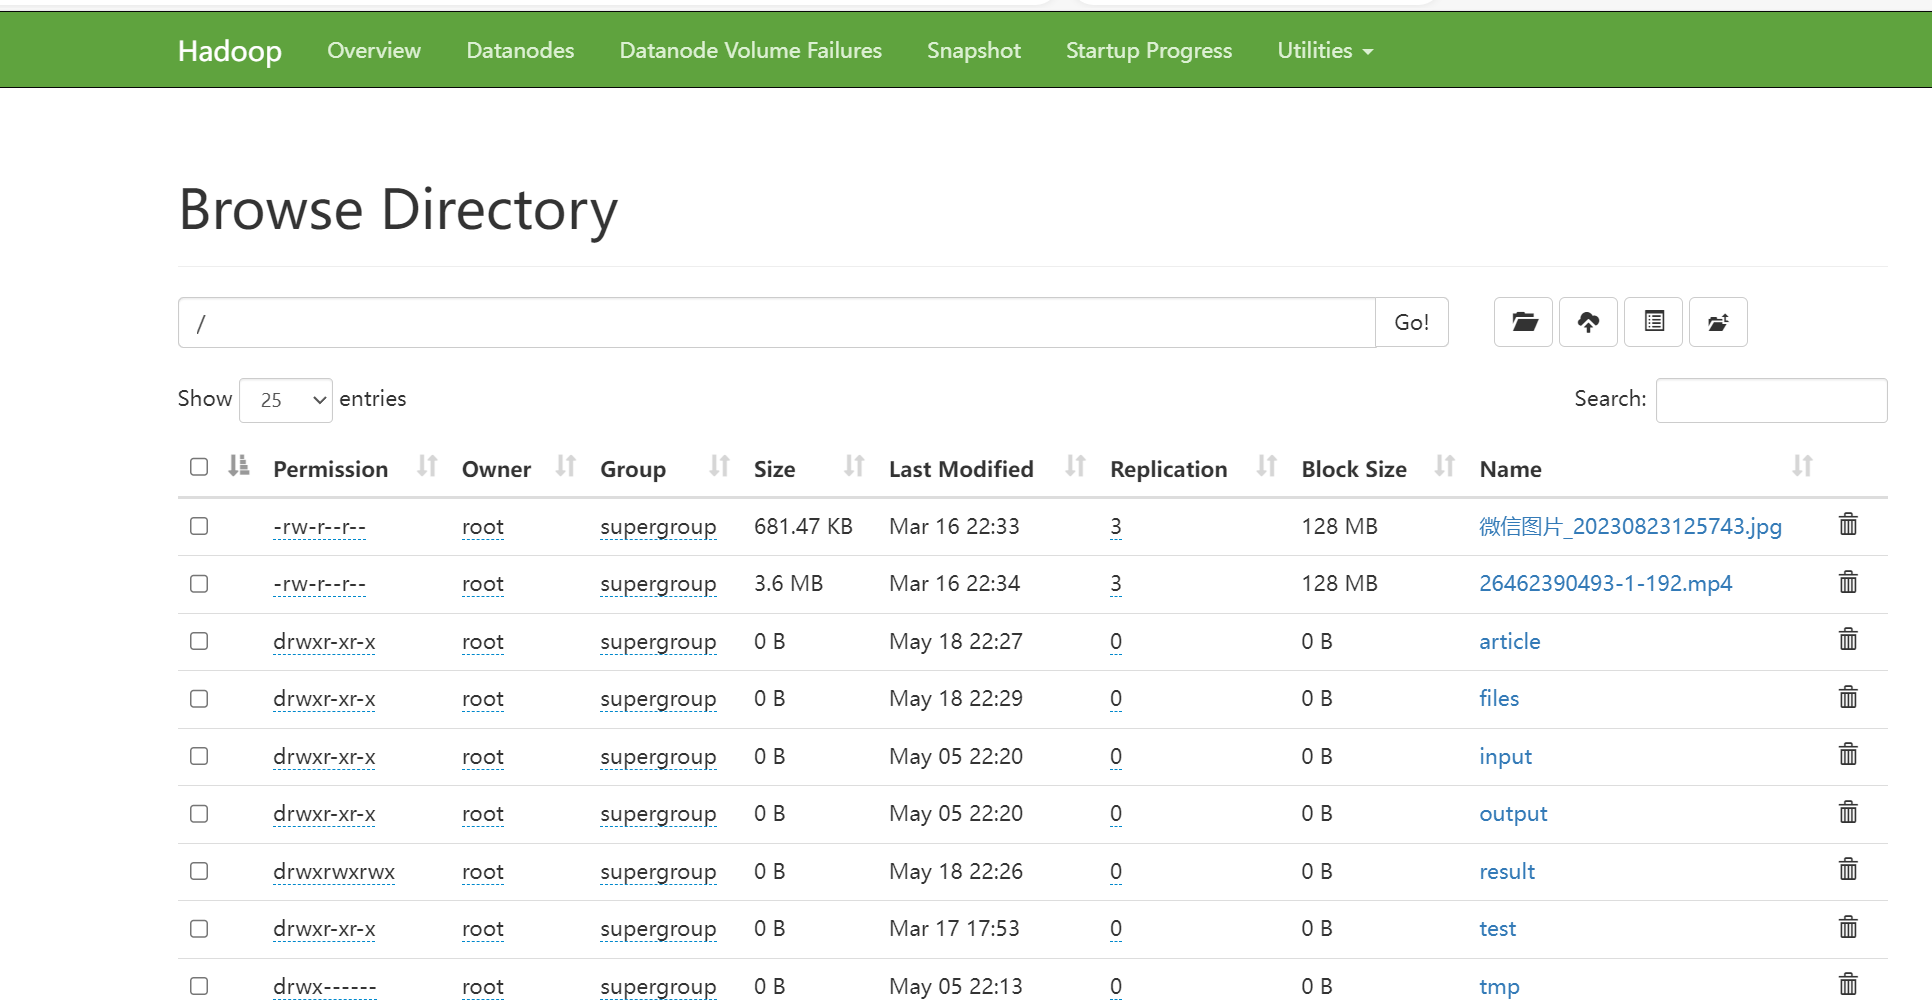 Hadoop Overview Datanodes Datanode Volume Failures Snapshot Startup Progress Utilities
Browse Directory
/ Go!
Show 25 entries Search:
Permission Owner Group Size Last Modified Replication Block Size Name
-rw-r--r-- root supergroup 681.47 KB Mar 16 22:33 3 128 MB 微信图片_20230823125743.jpg
-rw-r--r-- root supergroup 3.6 MB Mar 16 22:34 3 128 MB 26462390493-1-192.mp4
drwxr-xr-x root supergroup 0 B May 18 22:27 0 0 B article
drwxr-xr-x root supergroup 0 B May 18 22:29 0 0 B files
drwxr-xr-x root supergroup 0 B May 05 22:20 0 0 B input
drwxr-xr-x root supergroup 0 B May 05 22:20 0 0 B output
drwxrwxrwx root supergroup 0 B May 18 22:26 0 0 B result
drwxr-xr-x root supergroup 0 B Mar 17 17:53 0 0 B test
drwx------ root supergroup 0 B May 05 22:13 0 0 B tmp